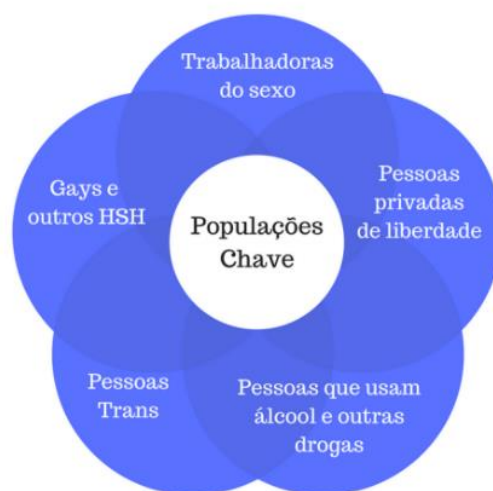 Trabalhadoras
do sexo
Gays e
outros HSH
Pessoas
privadas
de liberdade
Populações
Chave
Pessoas
Trans
Pessoas que usam
álcool e outras
drogas